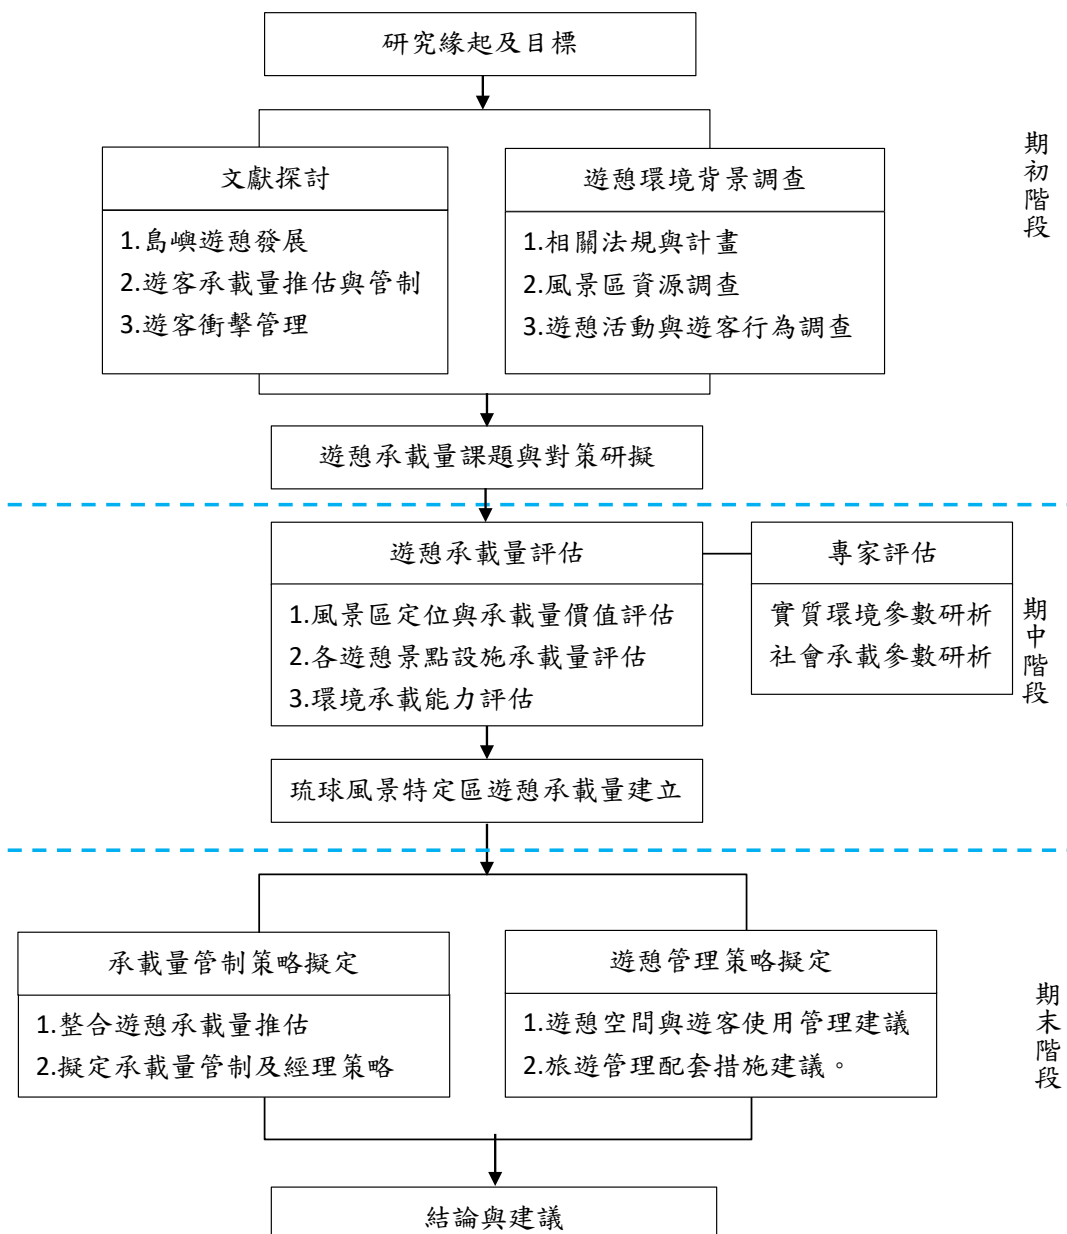 研究緣起及目標
文獻探討
1.島嶼遊憩發展
2.遊客承載量推估與管制
3.遊客衝擊管理
遊憩環境背景調查
1.相關法規與計畫
2.風景區資源調查
3.遊憩活動與遊客行為調查
期初階段
遊憩承載量課題與對策研擬
遊憩承載量評估
1.風景區定位與承載量價值評估
2.各遊憩景點設施承載量評估
3.環境承載能力評估
專家評估
實質環境參數研析
社會承載參數研析
期中階段
琉球風景特定區遊憩承載量建立
承載量管制策略擬定
1.整合遊憩承載量推估
2.擬定承載量管制及經理策略
遊憩管理策略擬定
1.遊憩空間與遊客使用管理建議
2.旅遊管理配套措施建議。
期末階段
結論與建議